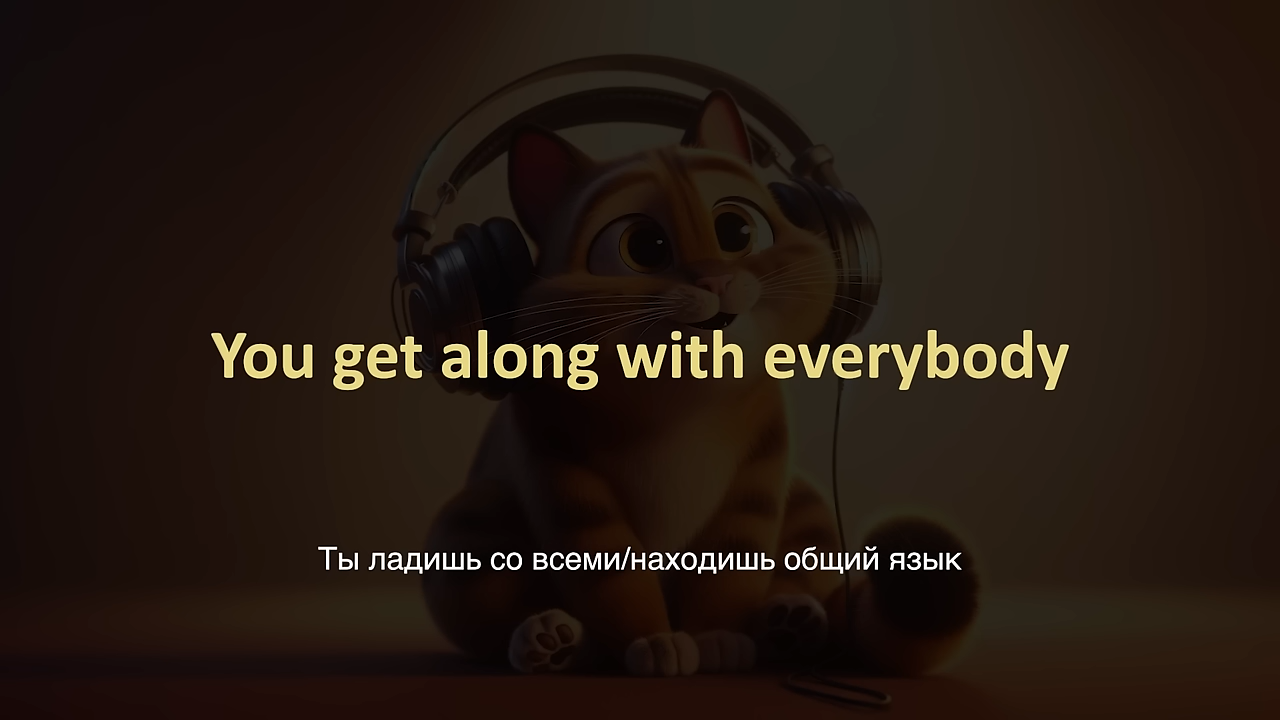 You get along with everybody
Ты ладишь со всеми/находишь общий язык